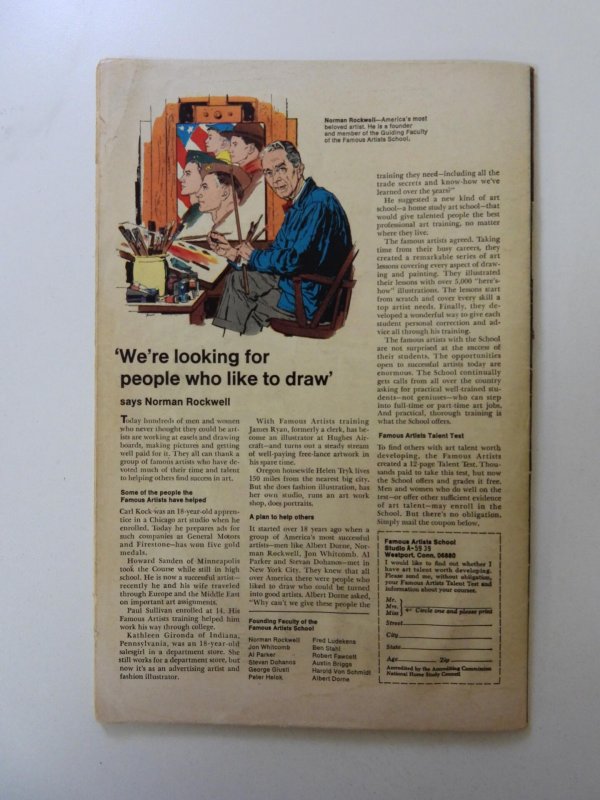 Norman Rockwell—America's most
beloved artist. He is a founder
and member of the Guiding Faculty
of the Famous Artists School.
'We're looking for
people who like to draw'
says Norman Rockwell
Today hundreds of men and women
who never thought they could be art-
ists are working at easels and drawing
boards, making pictures and getting
well paid for it. They all can thank a
group of famous artists who have de-
voted much of their time and talent
to helping others find success in art.
Some of the people the
Famous Artists have helped
Carl Kock was an 18-year-old appren-
tice in a Chicago art studio when he
enrolled. Today he prepares ads for
such companies as General Motors
and Firestone—has won five gold
medals.
Howard Sanden of Minneapolis
took the Course while still in high
school. He is now a successful artist—
recently he and his wife traveled
through Europe and the Middle East
on important art assignments.
Paul Sullivan enrolled at 14. His
Famous Artists training helped him
work his way through college.
Kathleen Gironda of Indiana,
Pennsylvania, was an 18-year-old
salesgirl in a department store. She
still works for a department store, but
now it's as an advertising artist and
fashion illustrator.
With Famous Artists training
James Ryan, formerly a clerk, has be-
come an illustrator at Hughes Air-
craft—and turns out a steady stream
of well-paying free-lance artwork in
his spare time.
Oregon housewife Helen Tryk lives
150 miles from the nearest big city.
But she does fashion illustration, has
her own studio, runs an art work
shop, does portraits.
A plan to help others
It started over 18 years ago when a
group of America's most successful
artists—men like Albert Dorne, Nor-
man Rockwell, Jon Whitcomb, Al
Parker and Stevan Dohanos—met in
New York City. They knew that all
over America there were people who
liked to draw who could be turned
into good artists. Albert Dorne asked,
"Why can't we give these people the
Founding Faculty of the
Famous Artists School
Norman Rockwell
Jon Whitcomb
Al Parker
Stevan Dohanos
George Giusti
Peter Helck
Fred Ludekens
Ben Stahl
Robert Fawcett
Austin Briggs
Harold Von Schmidt
Albert Dorne
training they need—including all the
trade secrets and know-how we've
learned over the years?"
He suggested a new kind of art
school—a home study art school—that
would give talented people the best
professional art training, no matter
where they live.
The famous artists agreed. Taking
time from their busy careers, they
created a remarkable series of art
lessons covering every aspect of draw-
ing and painting. They illustrated
their lessons with over 5,000 "here's-
how" illustrations. The lessons start
from scratch and cover every skill a
top artist needs. Finally, they de-
veloped a wonderful way to give each
student personal correction and ad-
vice all through his training.
The famous artists with the School
are not surprised at the success of
their students. The opportunities
open to successful artists today are
enormous. The School continually
gets calls from all over the country
asking for practical well-trained stu-
dents—not geniuses—who can step
into full-time or part-time art jobs.
And practical, thorough training is
what the School offers.
Famous Artists Talent Test
To find others with art talent worth
developing, the Famous Artists
created a 12-page Talent Test. Thou-
sands paid to take this test, but now
the School offers and grades it free.
Men and women who do well on the
test—or offer other sufficient evidence
of art talent—may enroll in the
School. But there's no obligation.
Simply mail the coupon below.
Famous Artists School
Studio A-5939
Westport, Conn. 06880
I would like to find out whether I
have art talent worth developing.
Please send me, without obligation,
your Famous Artists Talent Test and
information about your courses.
Mr.
Mrs.
Miss
Circle one and please print
Street
City
State
Age Zip
Accredited by the Accrediting Commission
National Home Study Council